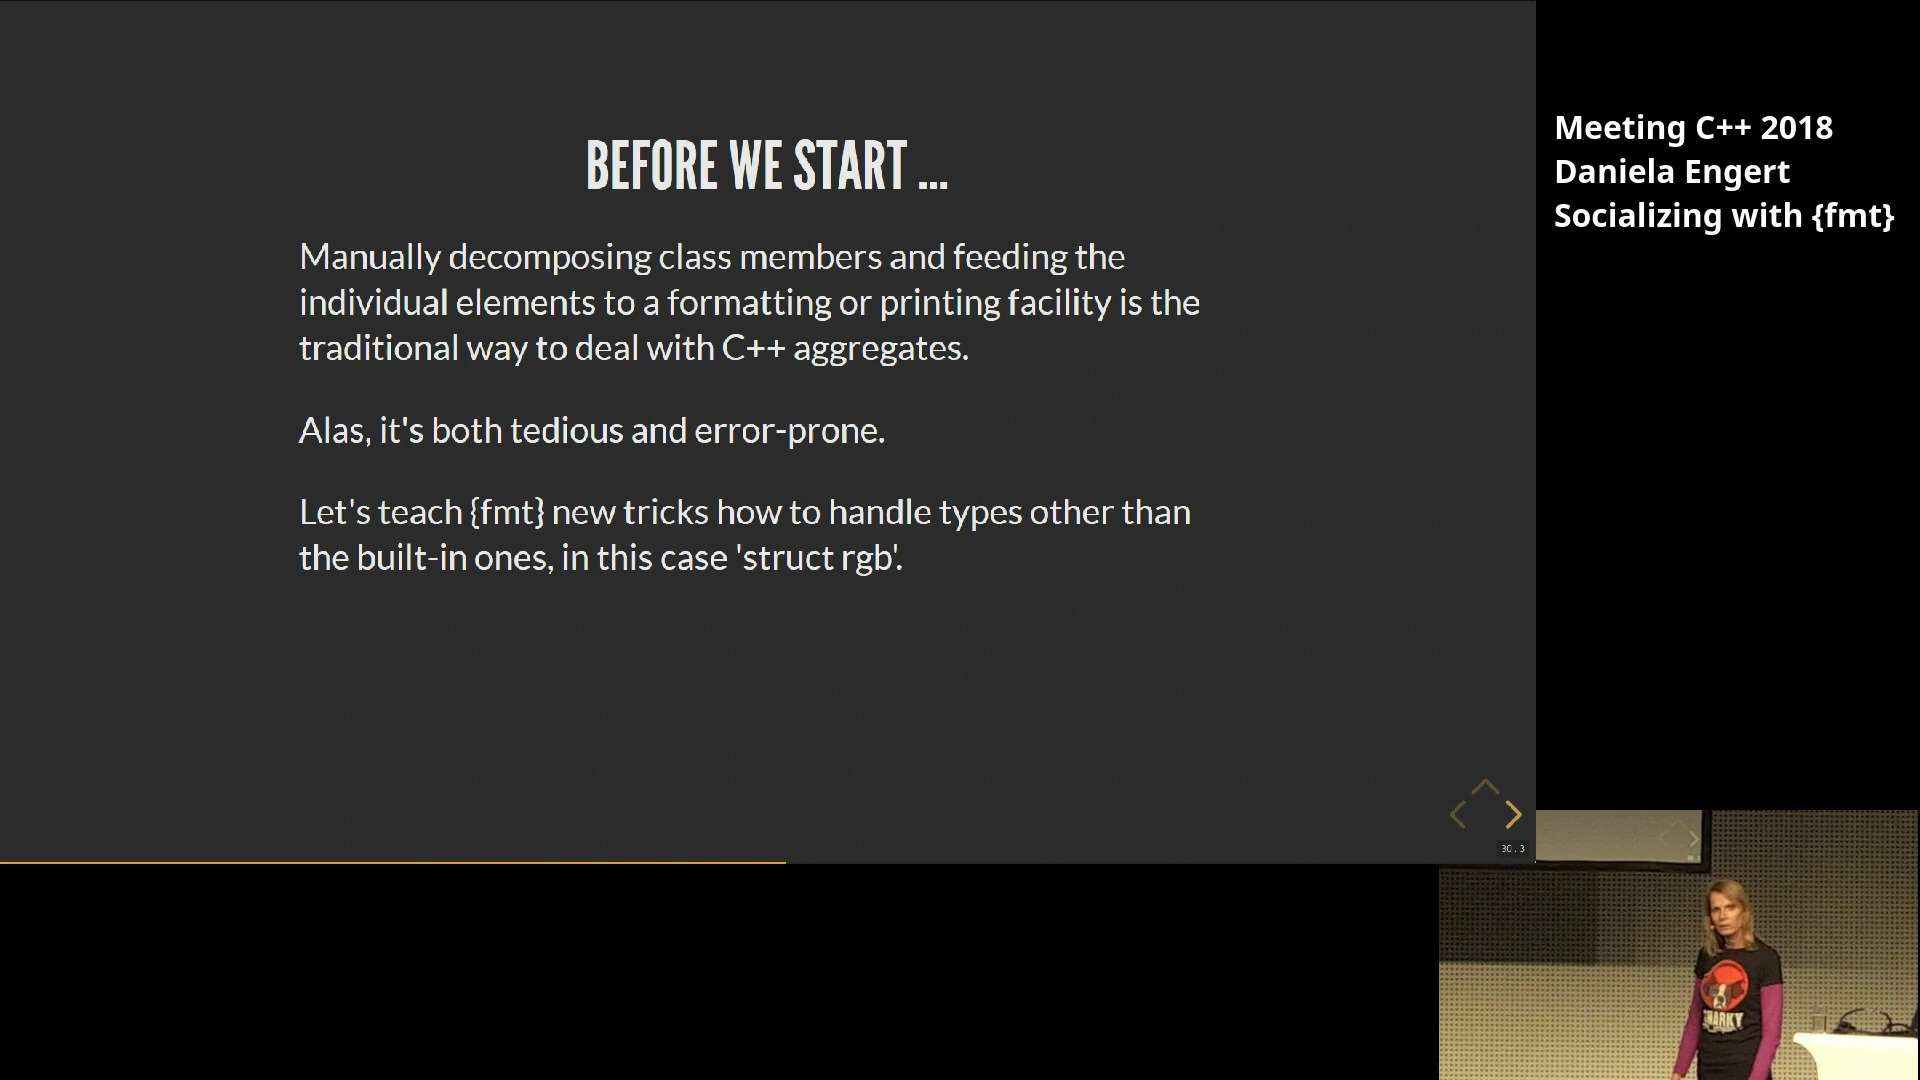 BEFORE WE START ...
Manually decomposing class members and feeding the
individual elements to a formatting or printing facility is the
traditional way to deal with C++ aggregates.
Alas, it's both tedious and error-prone.
Let's teach {fmt} new tricks how to handle types other than
the built-in ones, in this case 'struct rgb'.
30.3
Meeting C++ 2018
Daniela Engert
Socializing with {fmt}